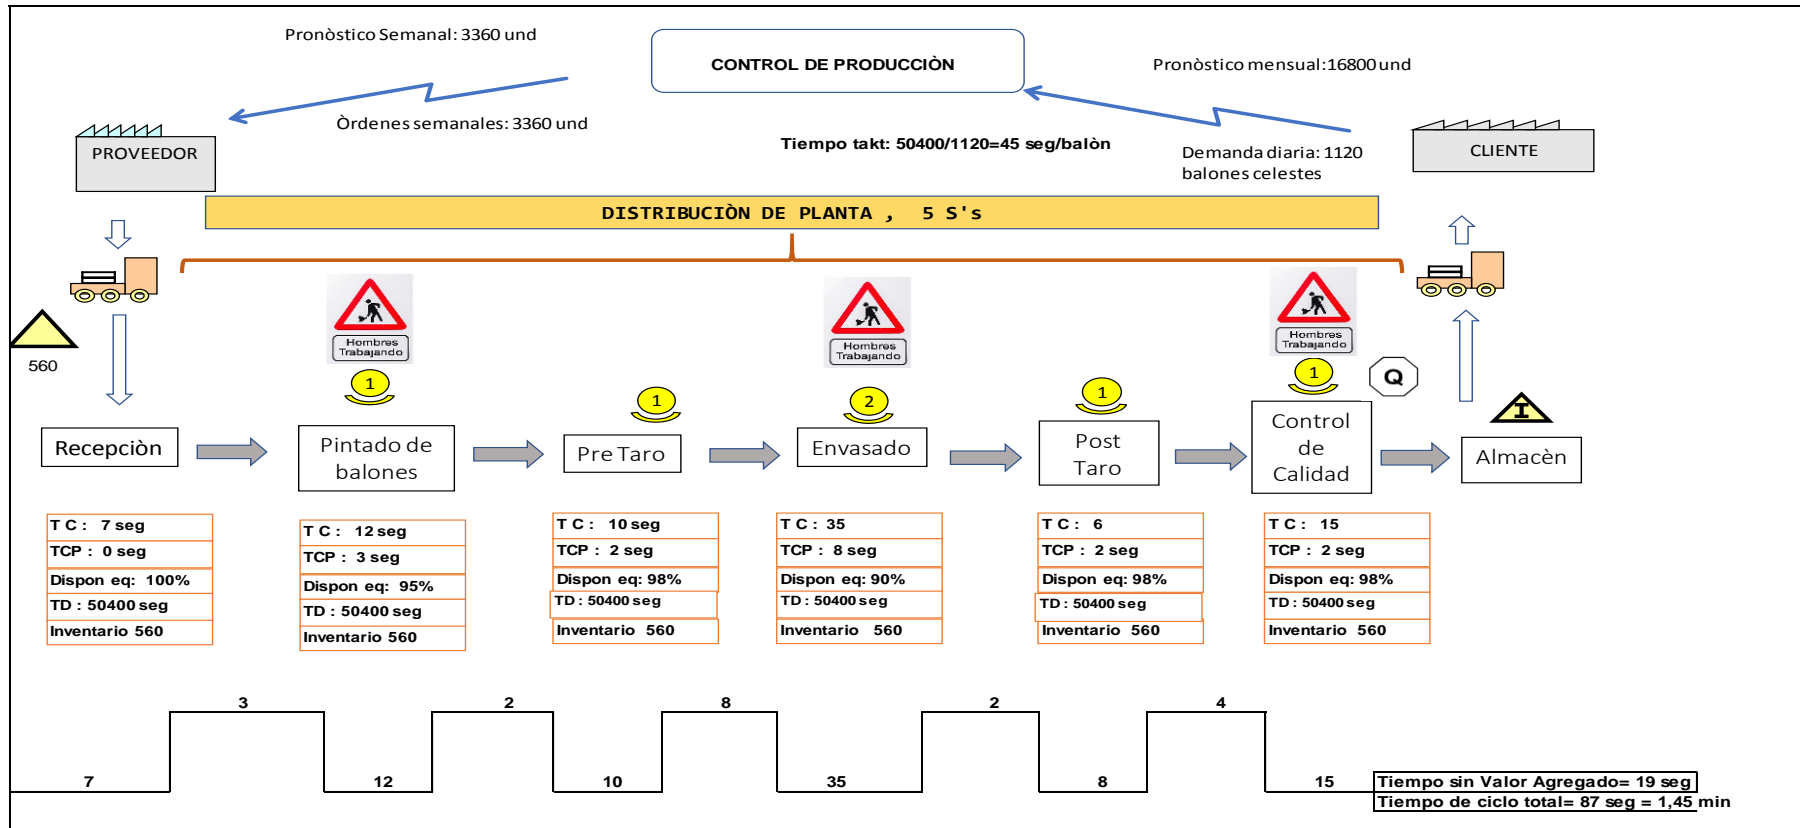 Pronòstico Semanal: 3360 und
CONTROL DE PRODUCCIÒN
Pronòstico mensual:16800 und
Òrdenes semanales: 3360 und
PROVEEDOR
Tiempo takt: 50400/1120=45 seg/balòn
Demanda diaria: 1120
balones celestes
CLIENTE
DISTRIBUCIÒN DE PLANTA , 5 S's
Hombres
Trabajando
Hombres
Trabajando
Hombres
Trabajando
560
1
1
2
1
1
Q
I
Recepciòn
Pintado de
balones
Pre Taro
Envasado
Post
Taro
Control
de
Calidad
Almacèn
T C : 7 seg
TCP : 0 seg
Dispon eq: 100%
TD : 50400 seg
Inventario 560
T C : 12 seg
TCP : 3 seg
Dispon eq: 95%
TD : 50400 seg
Inventario 560
T C : 10 seg
TCP : 2 seg
Dispon eq: 98%
TD : 50400 seg
Inventario 560
T C : 35
TCP : 8 seg
Dispon eq: 90%
TD : 50400 seg
Inventario 560
T C : 6
TCP : 2 seg
Dispon eq: 98%
TD : 50400 seg
Inventario 560
T C : 15
TCP : 2 seg
Dispon eq: 98%
TD : 50400 seg
Inventario 560
3
2
8
2
4
7
12
10
35
8
15
Tiempo sin Valor Agregado= 19 seg
Tiempo de ciclo total= 87 seg = 1,45 min